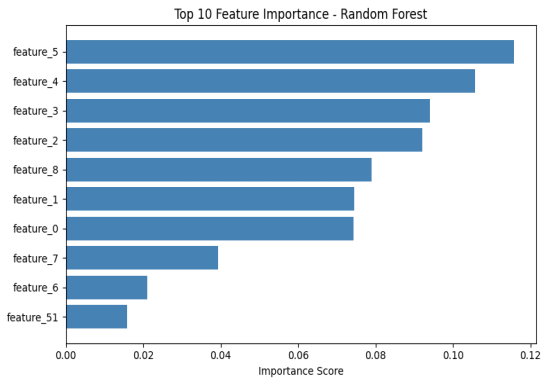 Top 10 Feature Importance - Random Forest
feature_5
feature_4
feature_3
feature_2
feature_8
feature_1
feature_0
feature_7
feature_6
feature_51
0.00 0.02 0.04 0.06 0.08 0.10 0.12
Importance Score